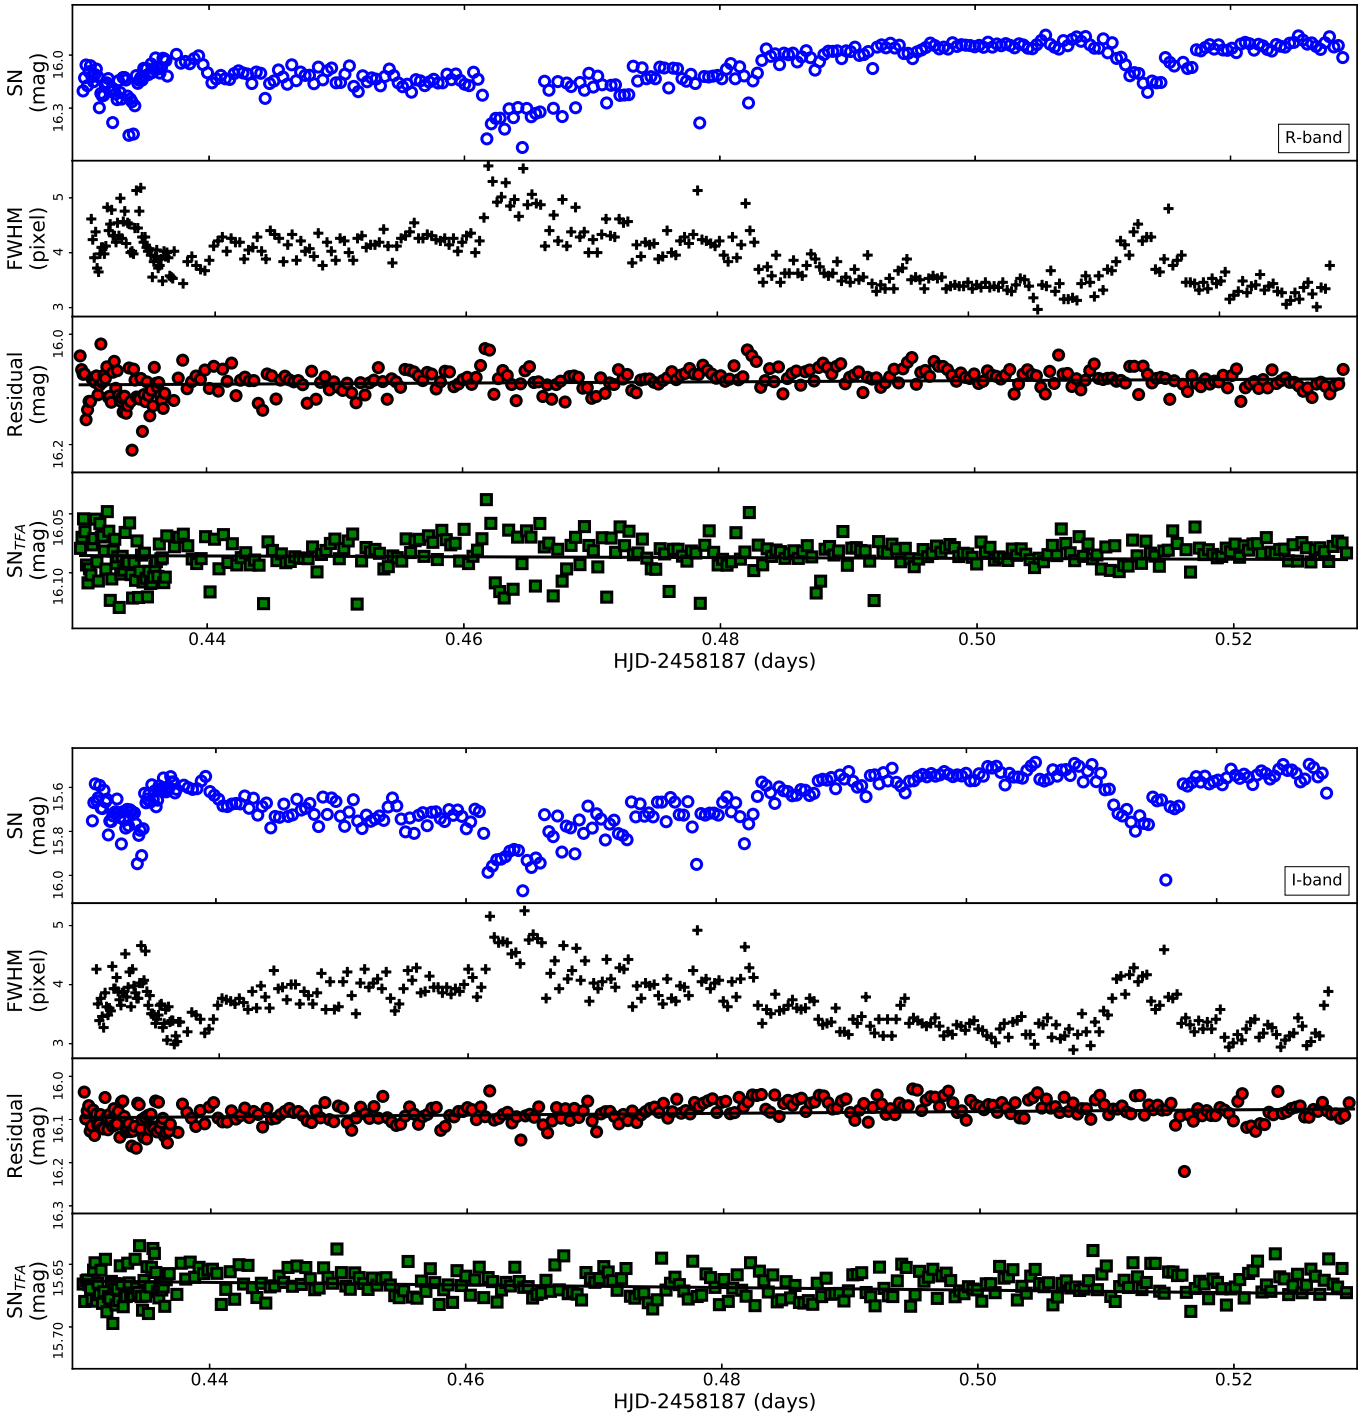 SN
(mag)
16.0
16.3
R-band
FWHM
(pixel)
5
4
3
Residual
(mag)
16.0
16.2
SN_TFA
(mag)
16.05
16.10
0.44 0.46 0.48 0.50 0.52
HJD-2458187 (days)
SN
(mag)
15.6
15.8
16.0
I-band
FWHM
(pixel)
5
4
3
Residual
(mag)
16.0
16.1
16.2
16.3
SN_TFA
(mag)
15.65
15.70
0.44 0.46 0.48 0.50 0.52
HJD-2458187 (days)